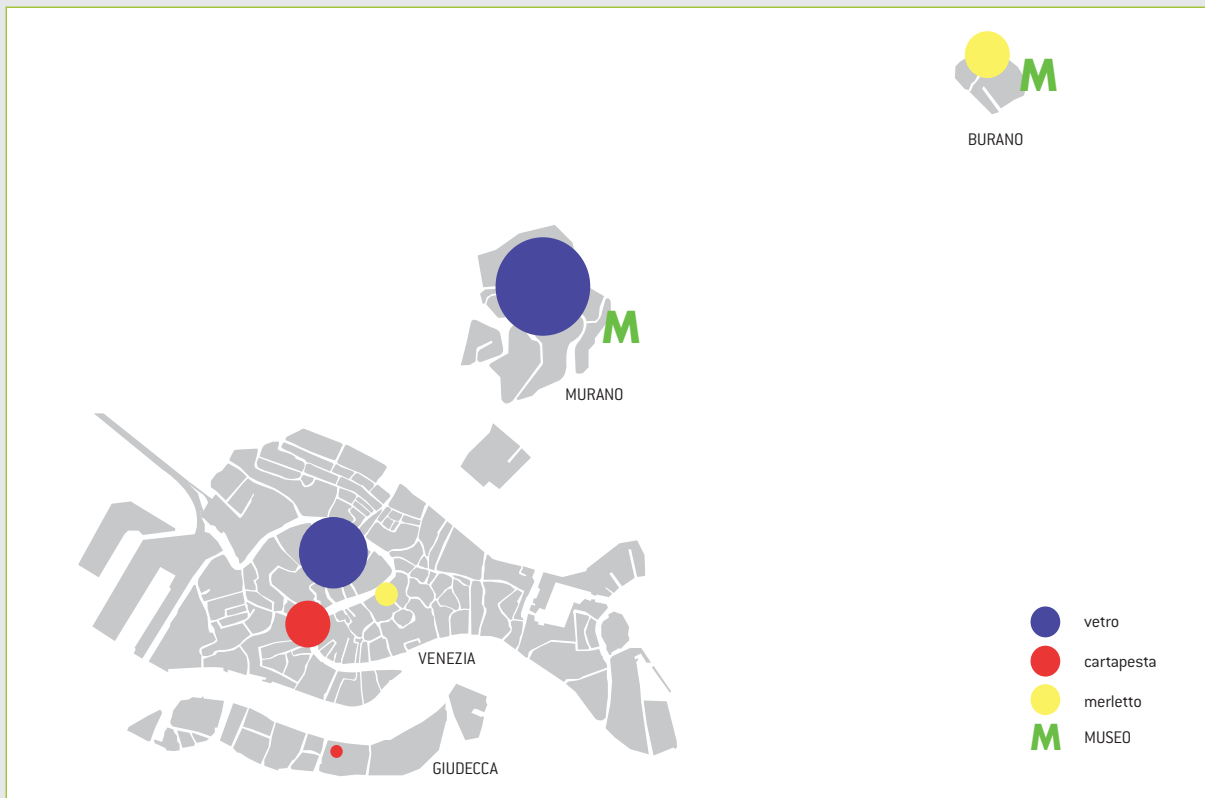 M
BURANO
M
MURANO
VENEZIA
GIUDECCA
vetro
cartapesta
merletto
M MUSEO